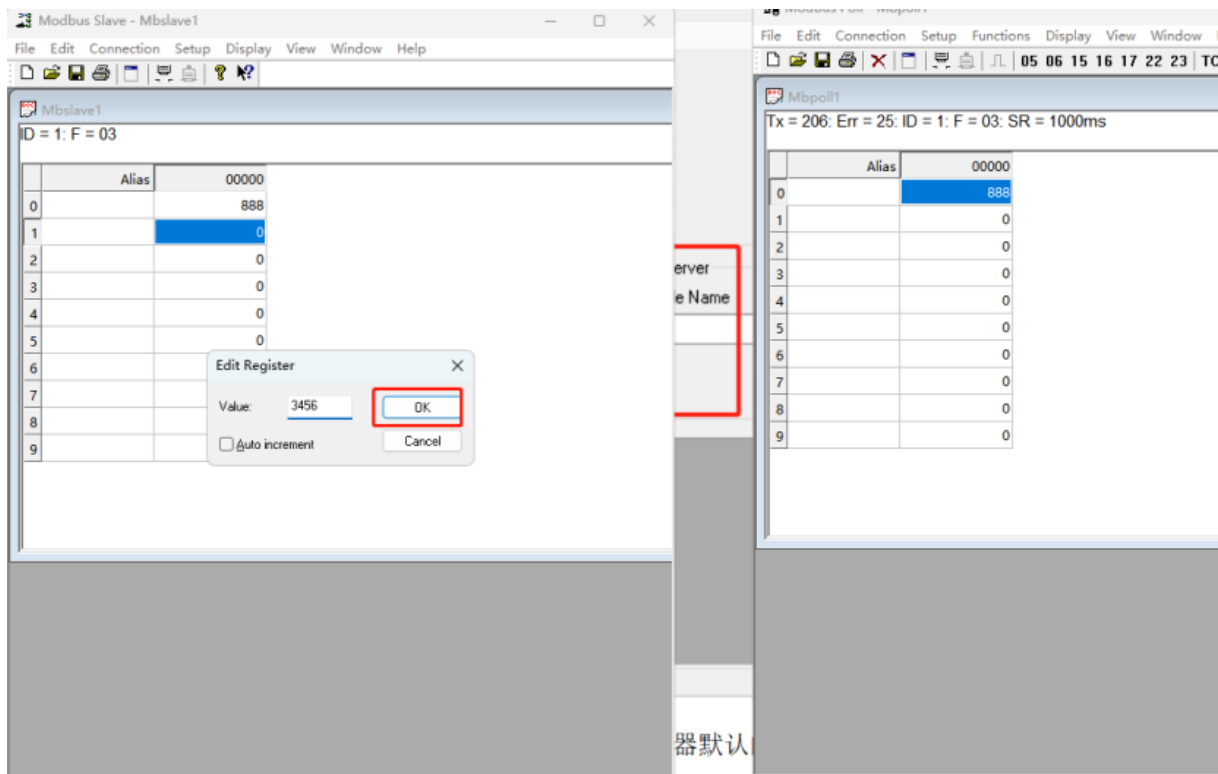 Modbus Slave - Mbslave1
File Edit Connection Setup Display View Window Help
Mbslave1
ID = 1: F = 03
Alias 00000
0 888
1 0
2 0
3 0
4 0
5 0
6
7
8
9
Edit Register
Value: 3456 OK
Auto increment Cancel
erver
e Name
器默认
Modbus Poll - Mbpoll1
File Edit Connection Setup Functions Display View Window
05 06 15 16 17 22 23 TC
Mbpoll1
Tx = 206: Err = 25: ID = 1: F = 03: SR = 1000ms
Alias 00000
0 888
1 0
2 0
3 0
4 0
5 0
6 0
7 0
8 0
9 0